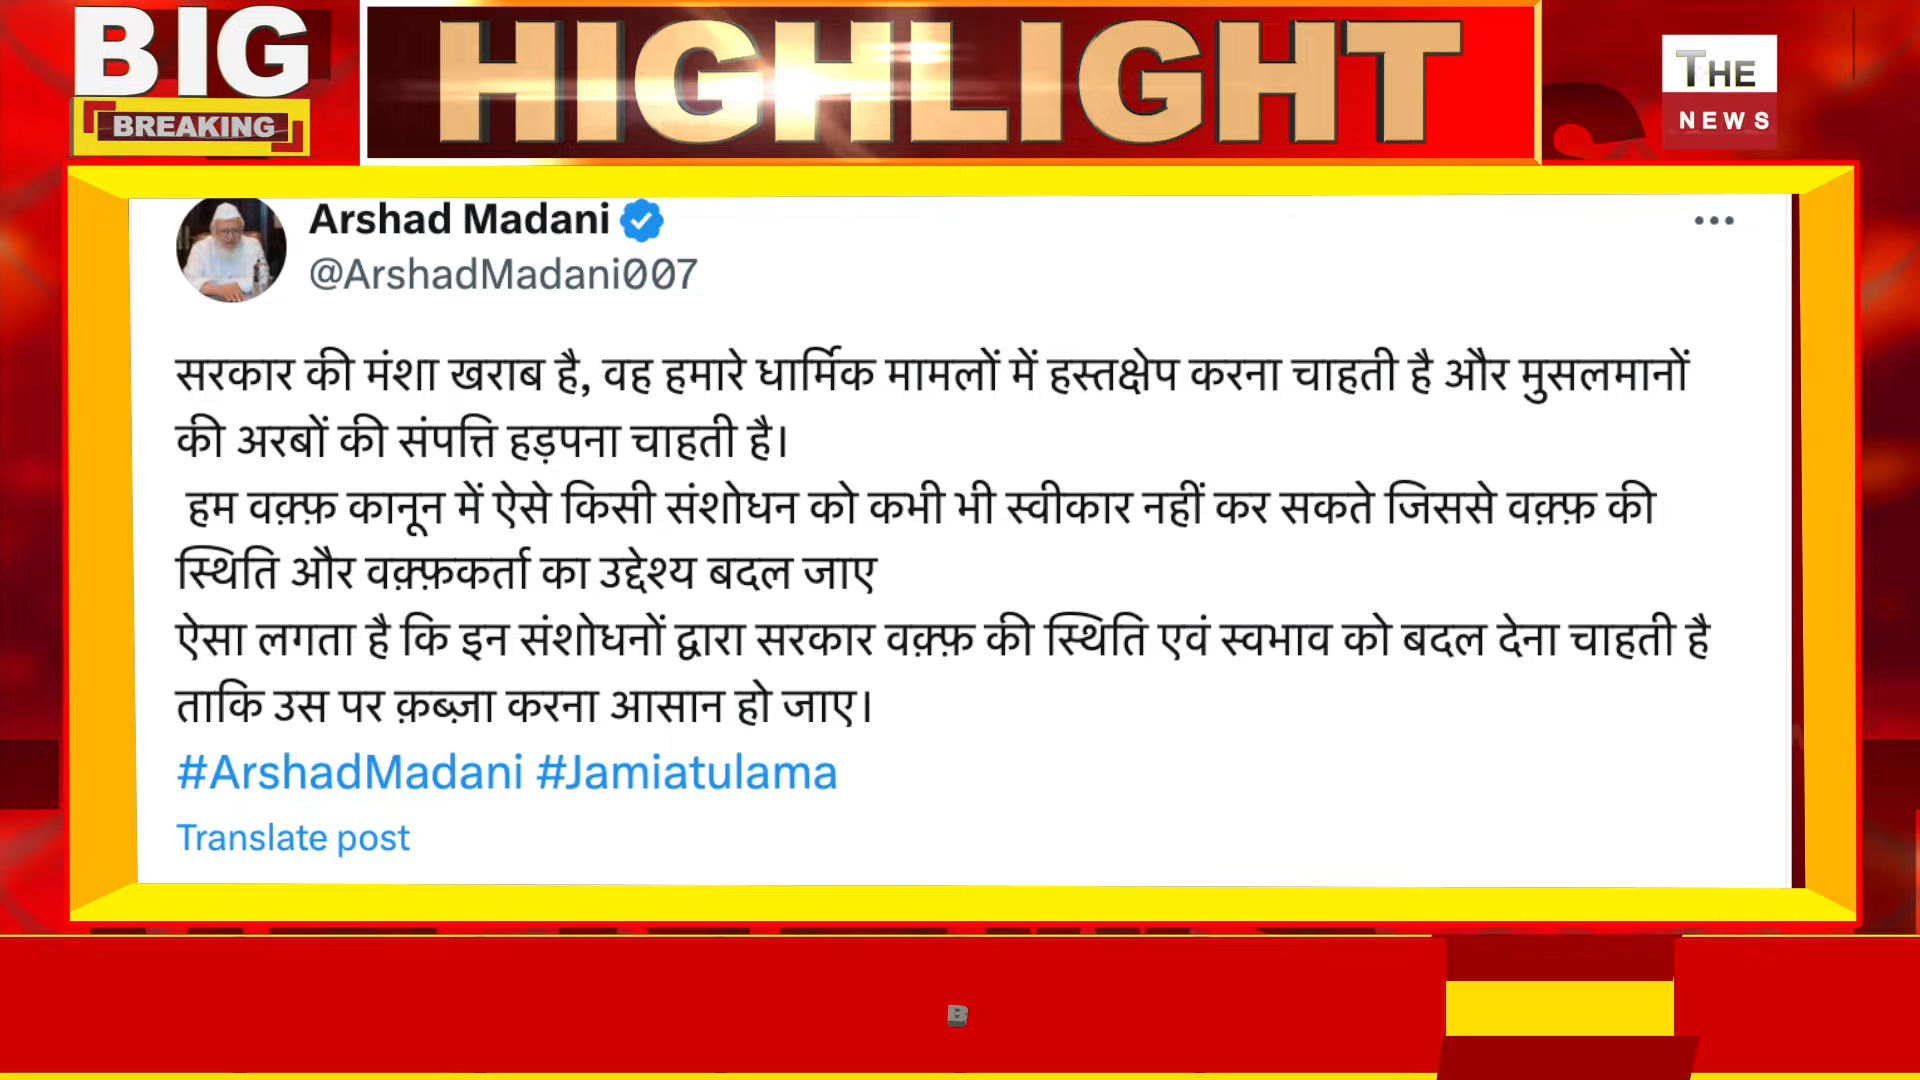 BIG
BREAKING
HIGHLIGHT
THE
NEWS
Arshad Madani
@ArshadMadani007
सरकार की मंशा खराब है, वह हमारे धार्मिक मामलों में हस्तक्षेप करना चाहती है और मुसलमानों
की अरबों की संपत्ति हड़पना चाहती है।
हम वक़्फ़ कानून में ऐसे किसी संशोधन को कभी भी स्वीकार नहीं कर सकते जिससे वक़्फ़ की
स्थिति और वक़्फ़कर्ता का उद्देश्य बदल जाए
ऐसा लगता है कि इन संशोधनों द्वारा सरकार वक़्फ़ की स्थिति एवं स्वभाव को बदल देना चाहती है
ताकि उस पर क़ब्ज़ा करना आसान हो जाए।
#ArshadMadani #Jamiatulama
Translate post
B